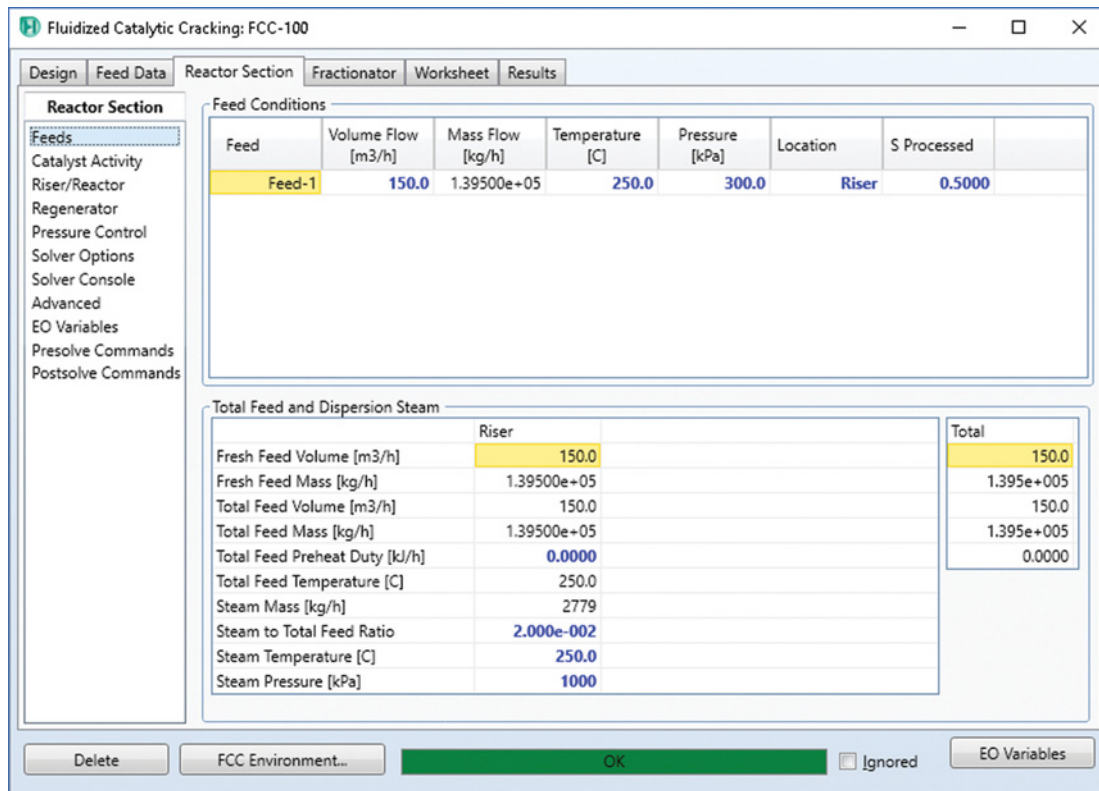 Fluidized Catalytic Cracking: FCC-100
Design Feed Data Reactor Section Fractionator Worksheet Results
Reactor Section
Feeds
Catalyst Activity
Riser/Reactor
Regenerator
Pressure Control
Solver Options
Solver Console
Advanced
EO Variables
Presolve Commands
Postsolve Commands
Feed Conditions
Feed Volume Flow [m3/h] Mass Flow [kg/h] Temperature [C] Pressure [kPa] Location S Processed
Feed-1 150.0 1.39500e+05 250.0 300.0 Riser 0.5000
Total Feed and Dispersion Steam
Riser Total
Fresh Feed Volume [m3/h] 150.0 150.0
Fresh Feed Mass [kg/h] 1.39500e+05 1.395e+005
Total Feed Volume [m3/h] 150.0 150.0
Total Feed Mass [kg/h] 1.39500e+05 1.395e+005
Total Feed Preheat Duty [kJ/h] 0.0000 0.0000
Total Feed Temperature [C] 250.0
Steam Mass [kg/h] 2779
Steam to Total Feed Ratio 2.000e-002
Steam Temperature [C] 250.0
Steam Pressure [kPa] 1000
Delete FCC Environment... OK Ignored EO Variables